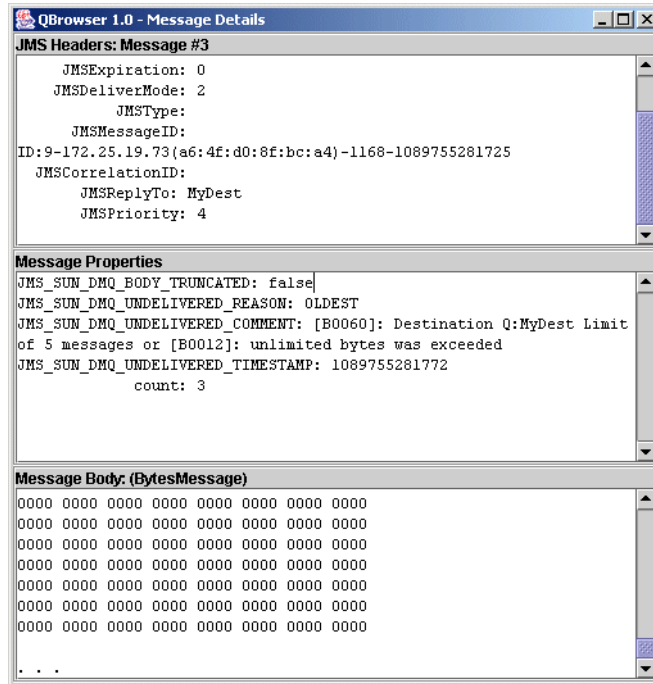 QBrowser 1.0 - Message Details
JMS Headers: Message #3
JMSExpiration: 0
JMSDeliverMode: 2
JMSType:
JMSMessageID:
ID:9-172.25.19.73(a6:4f:d0:8f:bc:a4)-1168-1089755281725
JMSCorrelationID:
JMSReplyTo: MyDest
JMSPriority: 4
Message Properties
JMS_SUN_DMQ_BODY_TRUNCATED: false
JMS_SUN_DMQ_UNDELIVERED_REASON: OLDEST
JMS_SUN_DMQ_UNDELIVERED_COMMENT: [B0060]: Destination Q:MyDest Limit
of 5 messages or [B0012]: unlimited bytes was exceeded
JMS_SUN_DMQ_UNDELIVERED_TIMESTAMP: 1089755281772
count: 3
Message Body: (BytesMessage)
0000 0000 0000 0000 0000 0000 0000 0000
0000 0000 0000 0000 0000 0000 0000 0000
0000 0000 0000 0000 0000 0000 0000 0000
0000 0000 0000 0000 0000 0000 0000 0000
0000 0000 0000 0000 0000 0000 0000 0000
0000 0000 0000 0000 0000 0000 0000 0000
0000 0000 0000 0000 0000 0000 0000 0000
. . .